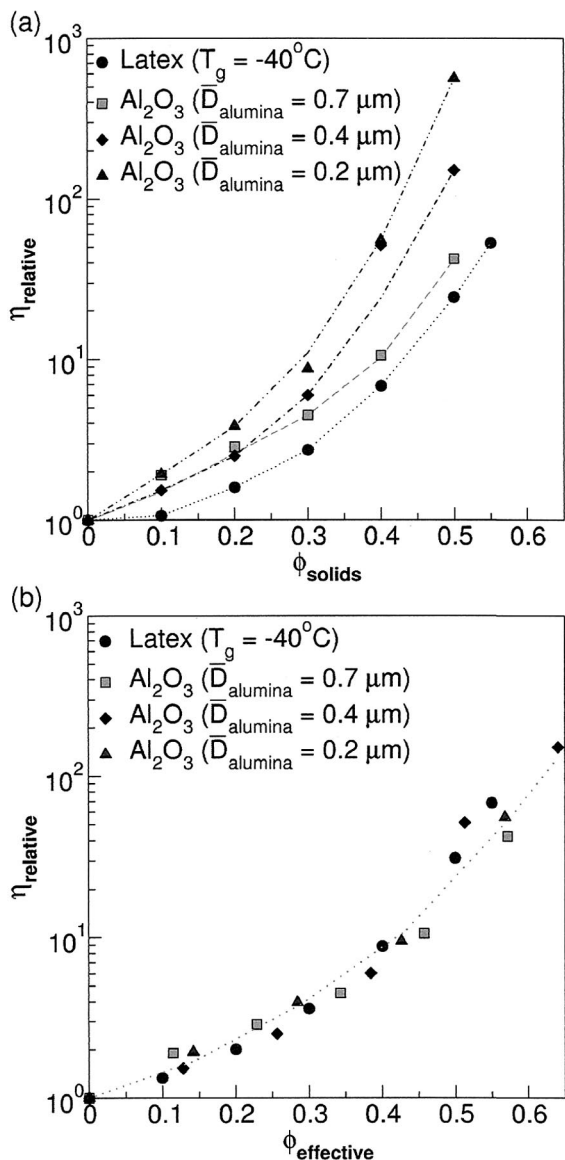 (a)
10³
10²
10¹
10⁰
η_relative
Latex (T_g = -40°C)
Al₂O₃ (D̅_alumina = 0.7 μm)
Al₂O₃ (D̅_alumina = 0.4 μm)
Al₂O₃ (D̅_alumina = 0.2 μm)
0 0.1 0.2 0.3 0.4 0.5 0.6
ϕ_solids
(b)
10³
10²
10¹
10⁰
η_relative
Latex (T_g = -40°C)
Al₂O₃ (D̅_alumina = 0.7 μm)
Al₂O₃ (D̅_alumina = 0.4 μm)
Al₂O₃ (D̅_alumina = 0.2 μm)
0 0.1 0.2 0.3 0.4 0.5 0.6
ϕ_effective